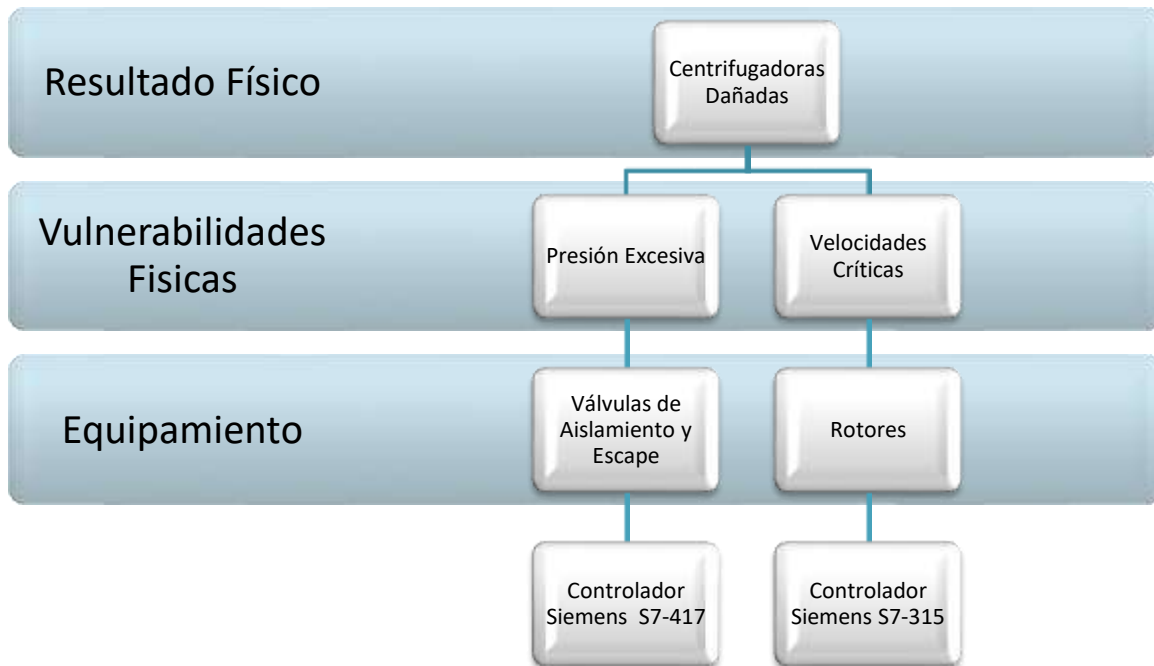 Resultado Físico
Centrifugadoras
Dañadas
Vulnerabilidades
Fisicas
Presión Excesiva
Velocidades
Críticas
Equipamiento
Válvulas de
Aislamiento y
Escape
Rotores
Controlador
Siemens S7-417
Controlador
Siemens S7-315